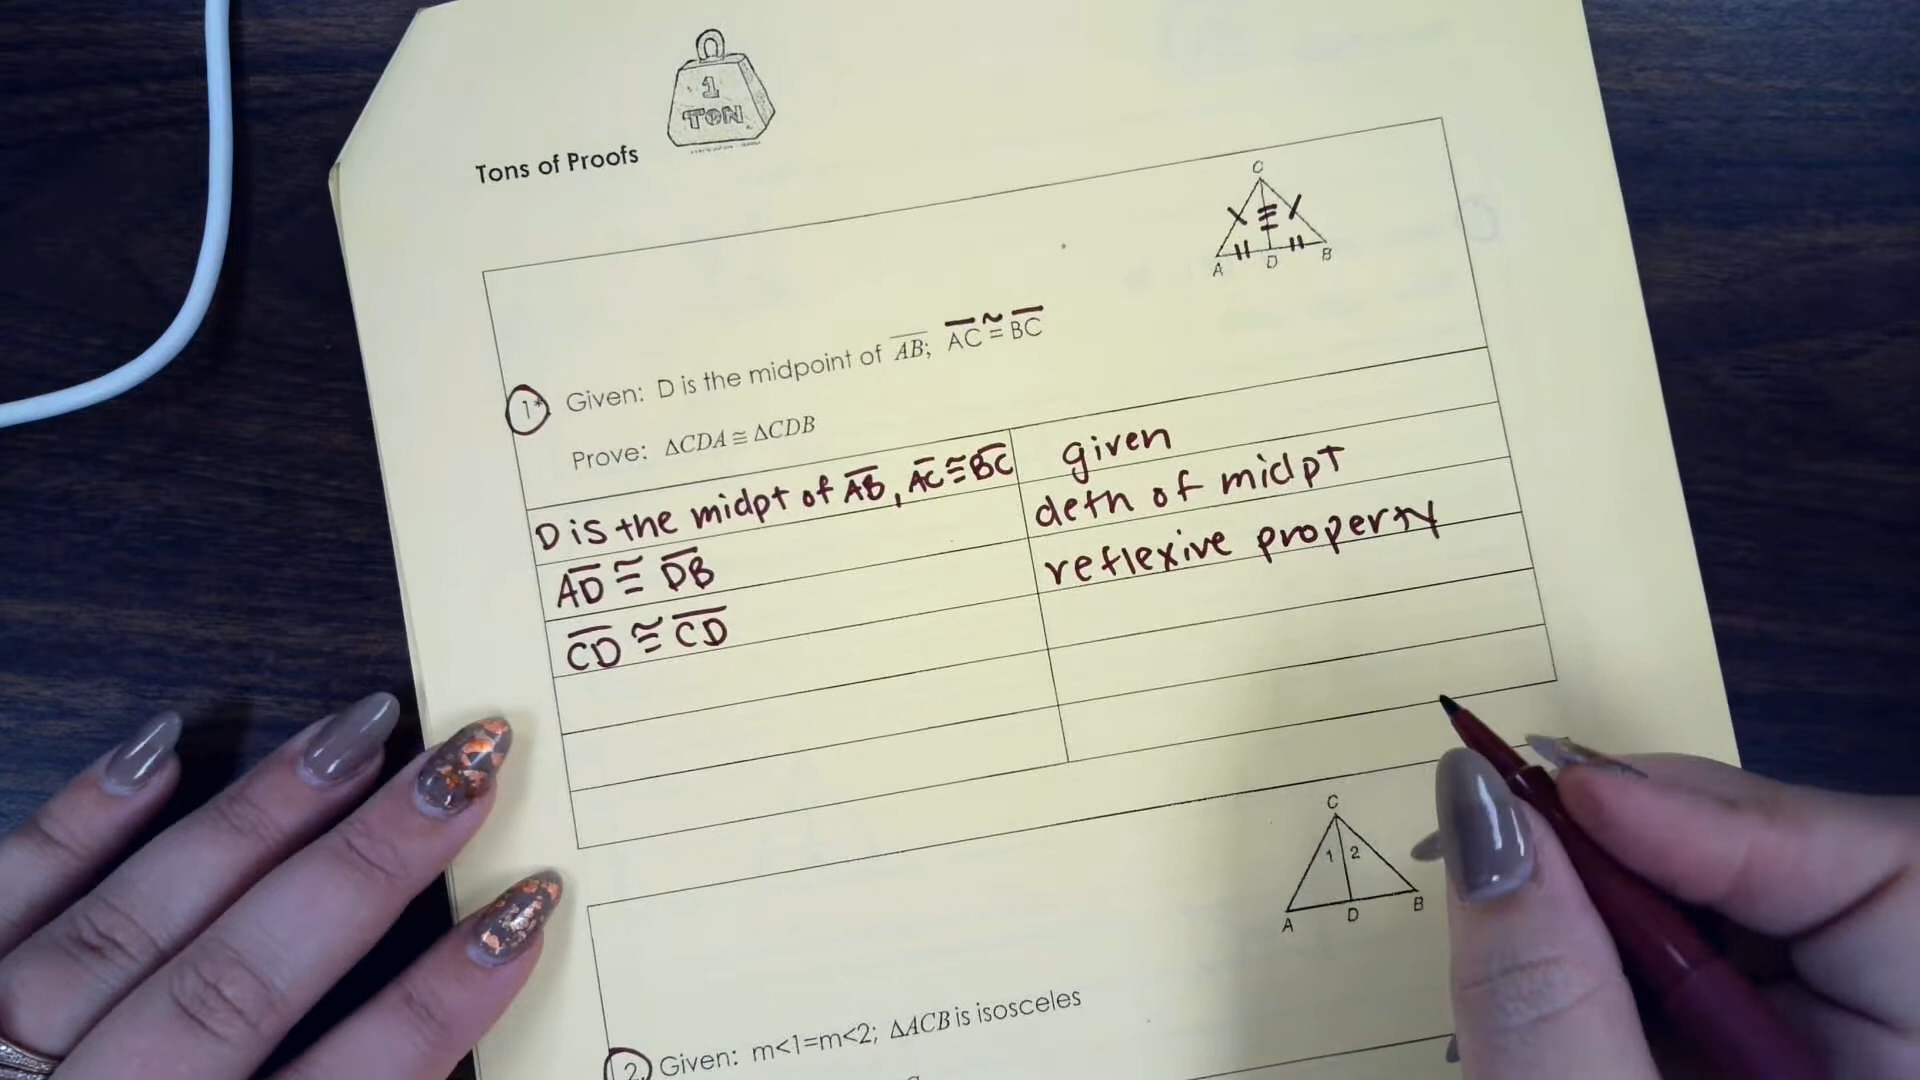 1
TON
Tons of Proofs
C
A D B
1* Given: D is the midpoint of AB; AC ≅ BC
Prove: ΔCDA ≅ ΔCDB
D is the midpt of AB, AC ≅ BC given
AD ≅ DB defn of midpt
CD ≅ CD reflexive property
C
1 2
A D B
2. Given: m<1=m<2; ΔACB is isosceles